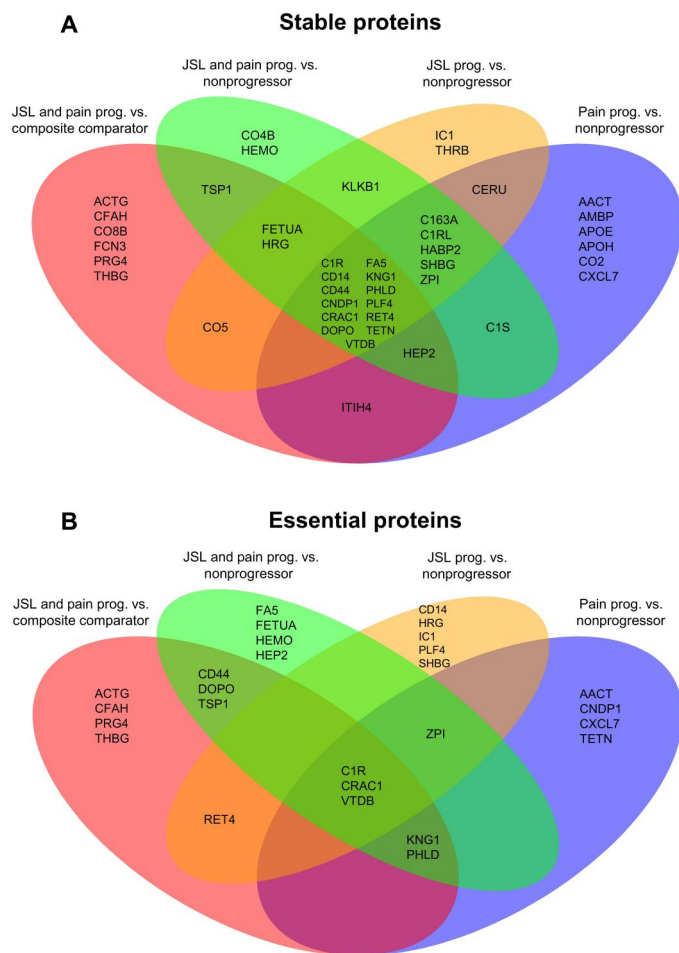 A
Stable proteins
JSL and pain prog. vs.
nonprogressor
JSL prog. vs.
nonprogressor
JSL and pain prog. vs.
composite comparator
Pain prog. vs.
nonprogressor
CO4B
HEMO
IC1
THRB
TSP1
KLKB1
CERU
ACTG
CFAH
CO8B
FCN3
PRG4
THBG
FETUA
HRG
C163A
C1RL
HABP2
SHBG
ZPI
AACT
AMBP
APOE
APOH
CO2
CXCL7
C1R FA5
CD14 KNG1
CD44 PHLD
CNDP1 PLF4
CRAC1 RET4
DOPO TETN
VTDB
CO5
C1S
HEP2
ITIH4
B
Essential proteins
JSL and pain prog. vs.
nonprogressor
JSL prog. vs.
nonprogressor
JSL and pain prog. vs.
composite comparator
Pain prog. vs.
nonprogressor
FA5
FETUA
HEMO
HEP2
CD14
HRG
IC1
PLF4
SHBG
CD44
DOPO
TSP1
ACTG
CFAH
PRG4
THBG
ZPI
AACT
CNDP1
CXCL7
TETN
C1R
CRAC1
VTDB
RET4
KNG1
PHLD